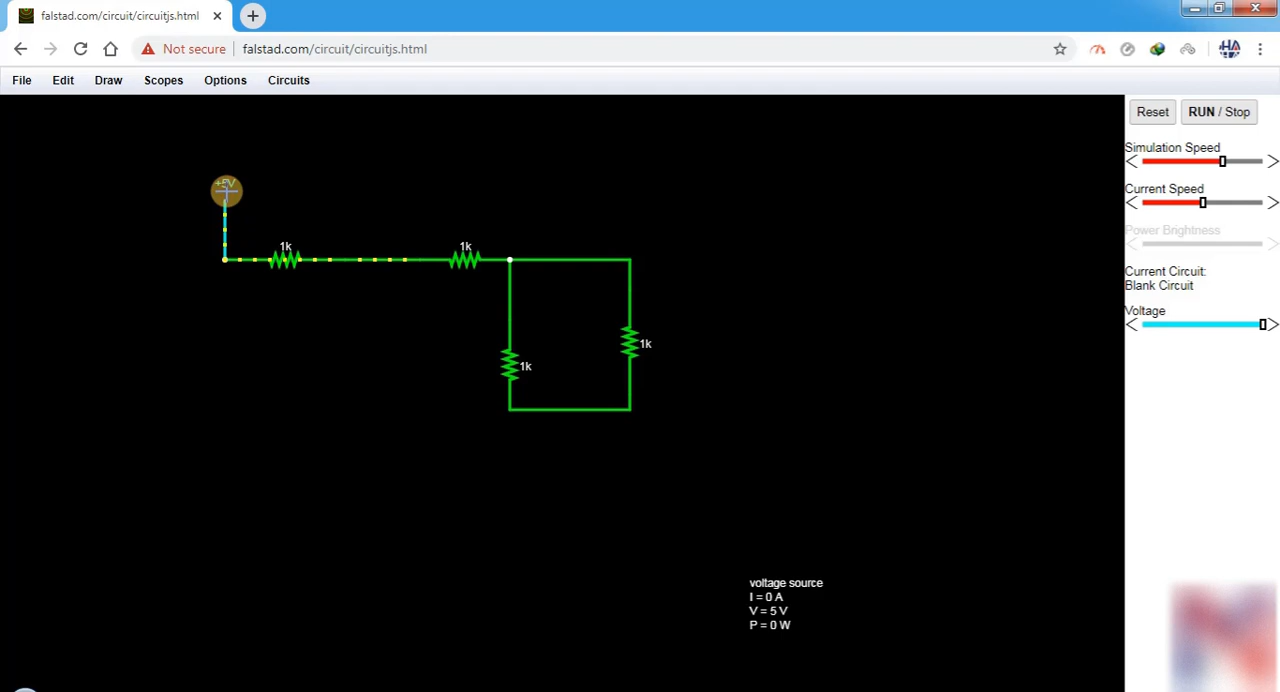 falstad.com/circuit/circuitjs.html
Not secure
falstad.com/circuit/circuitjs.html
File
Edit
Draw
Scopes
Options
Circuits
Reset
RUN / Stop
Simulation Speed
Current Speed
Power Brightness
Current Circuit:
Blank Circuit
Voltage
+5V
1k
1k
1k
1k
voltage source
I = 0 A
V = 5 V
P = 0 W